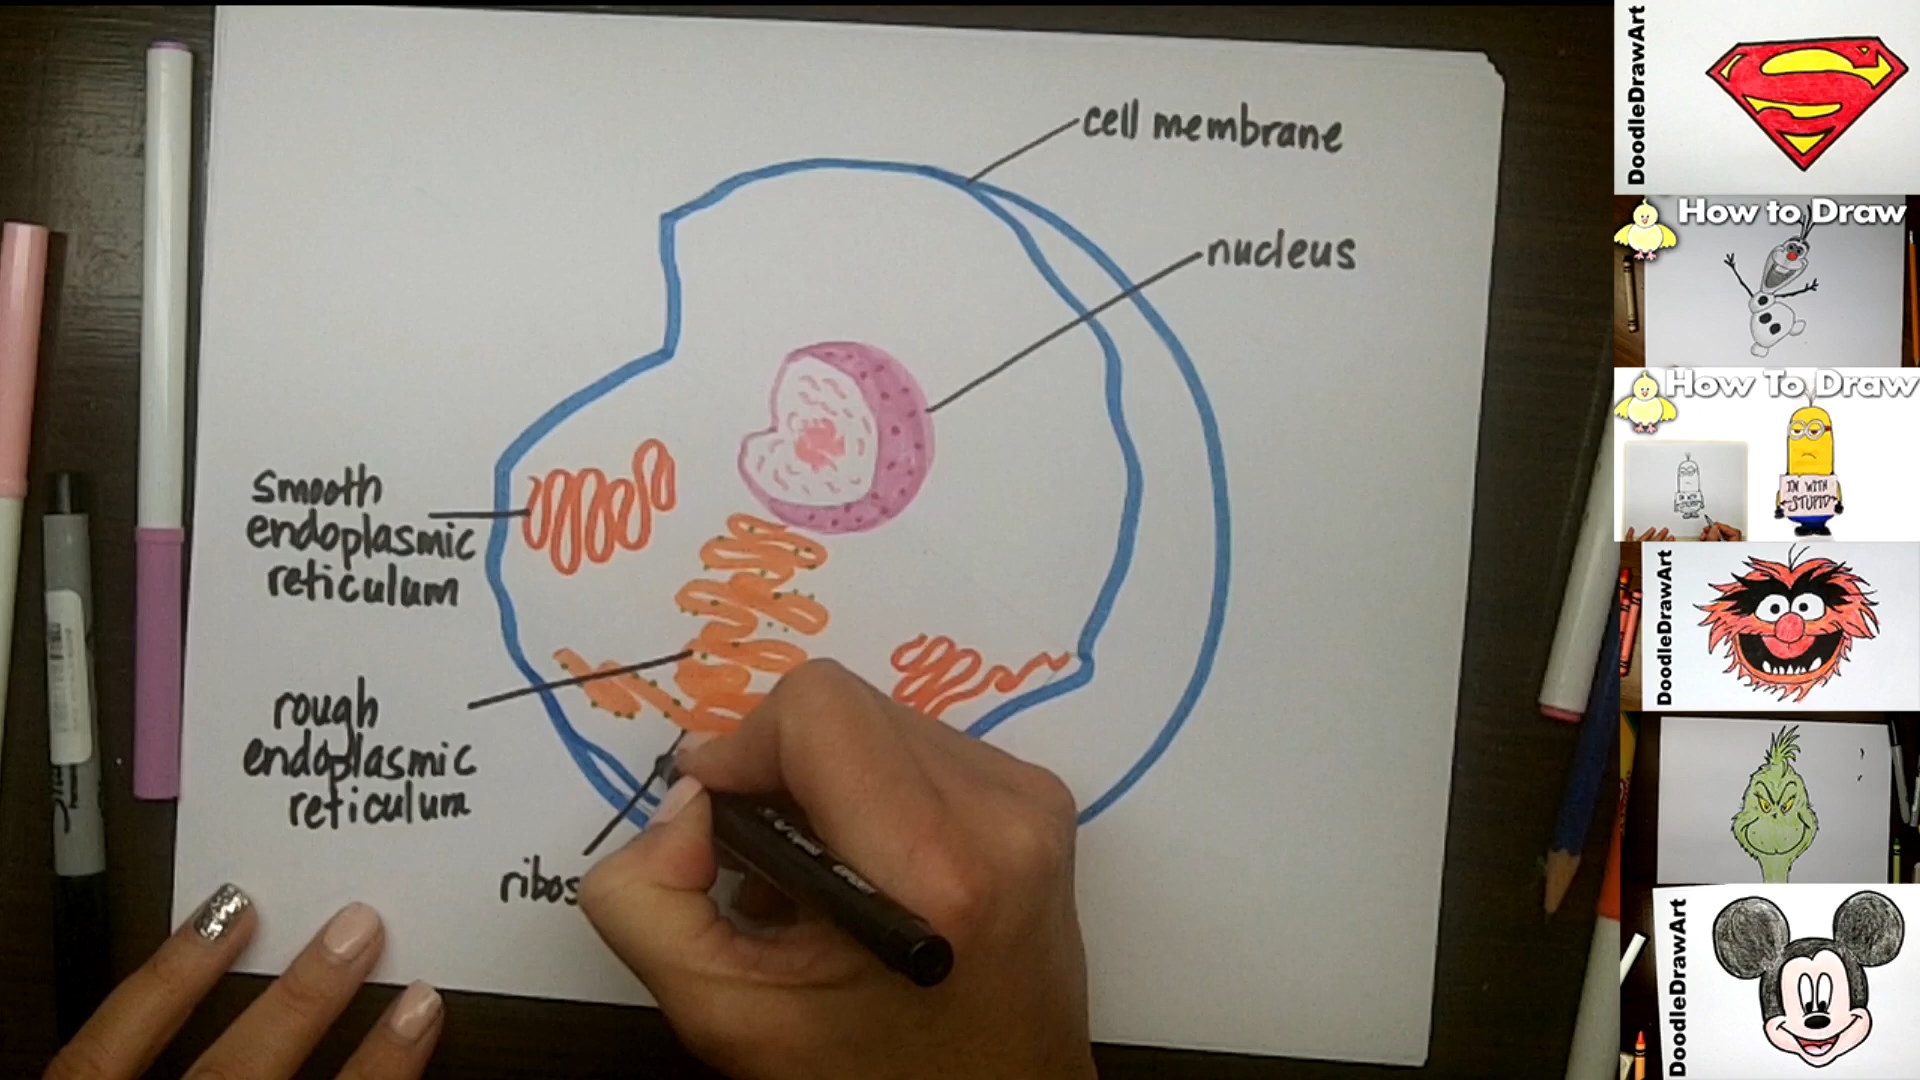 cell membrane
nucleus
smooth
endoplasmic
reticulum
rough
endoplasmic
reticulum
ribos
DoodleDrawArt
How to Draw
How To Draw
I'M WITH
STUPID
DoodleDrawArt
DoodleDrawArt